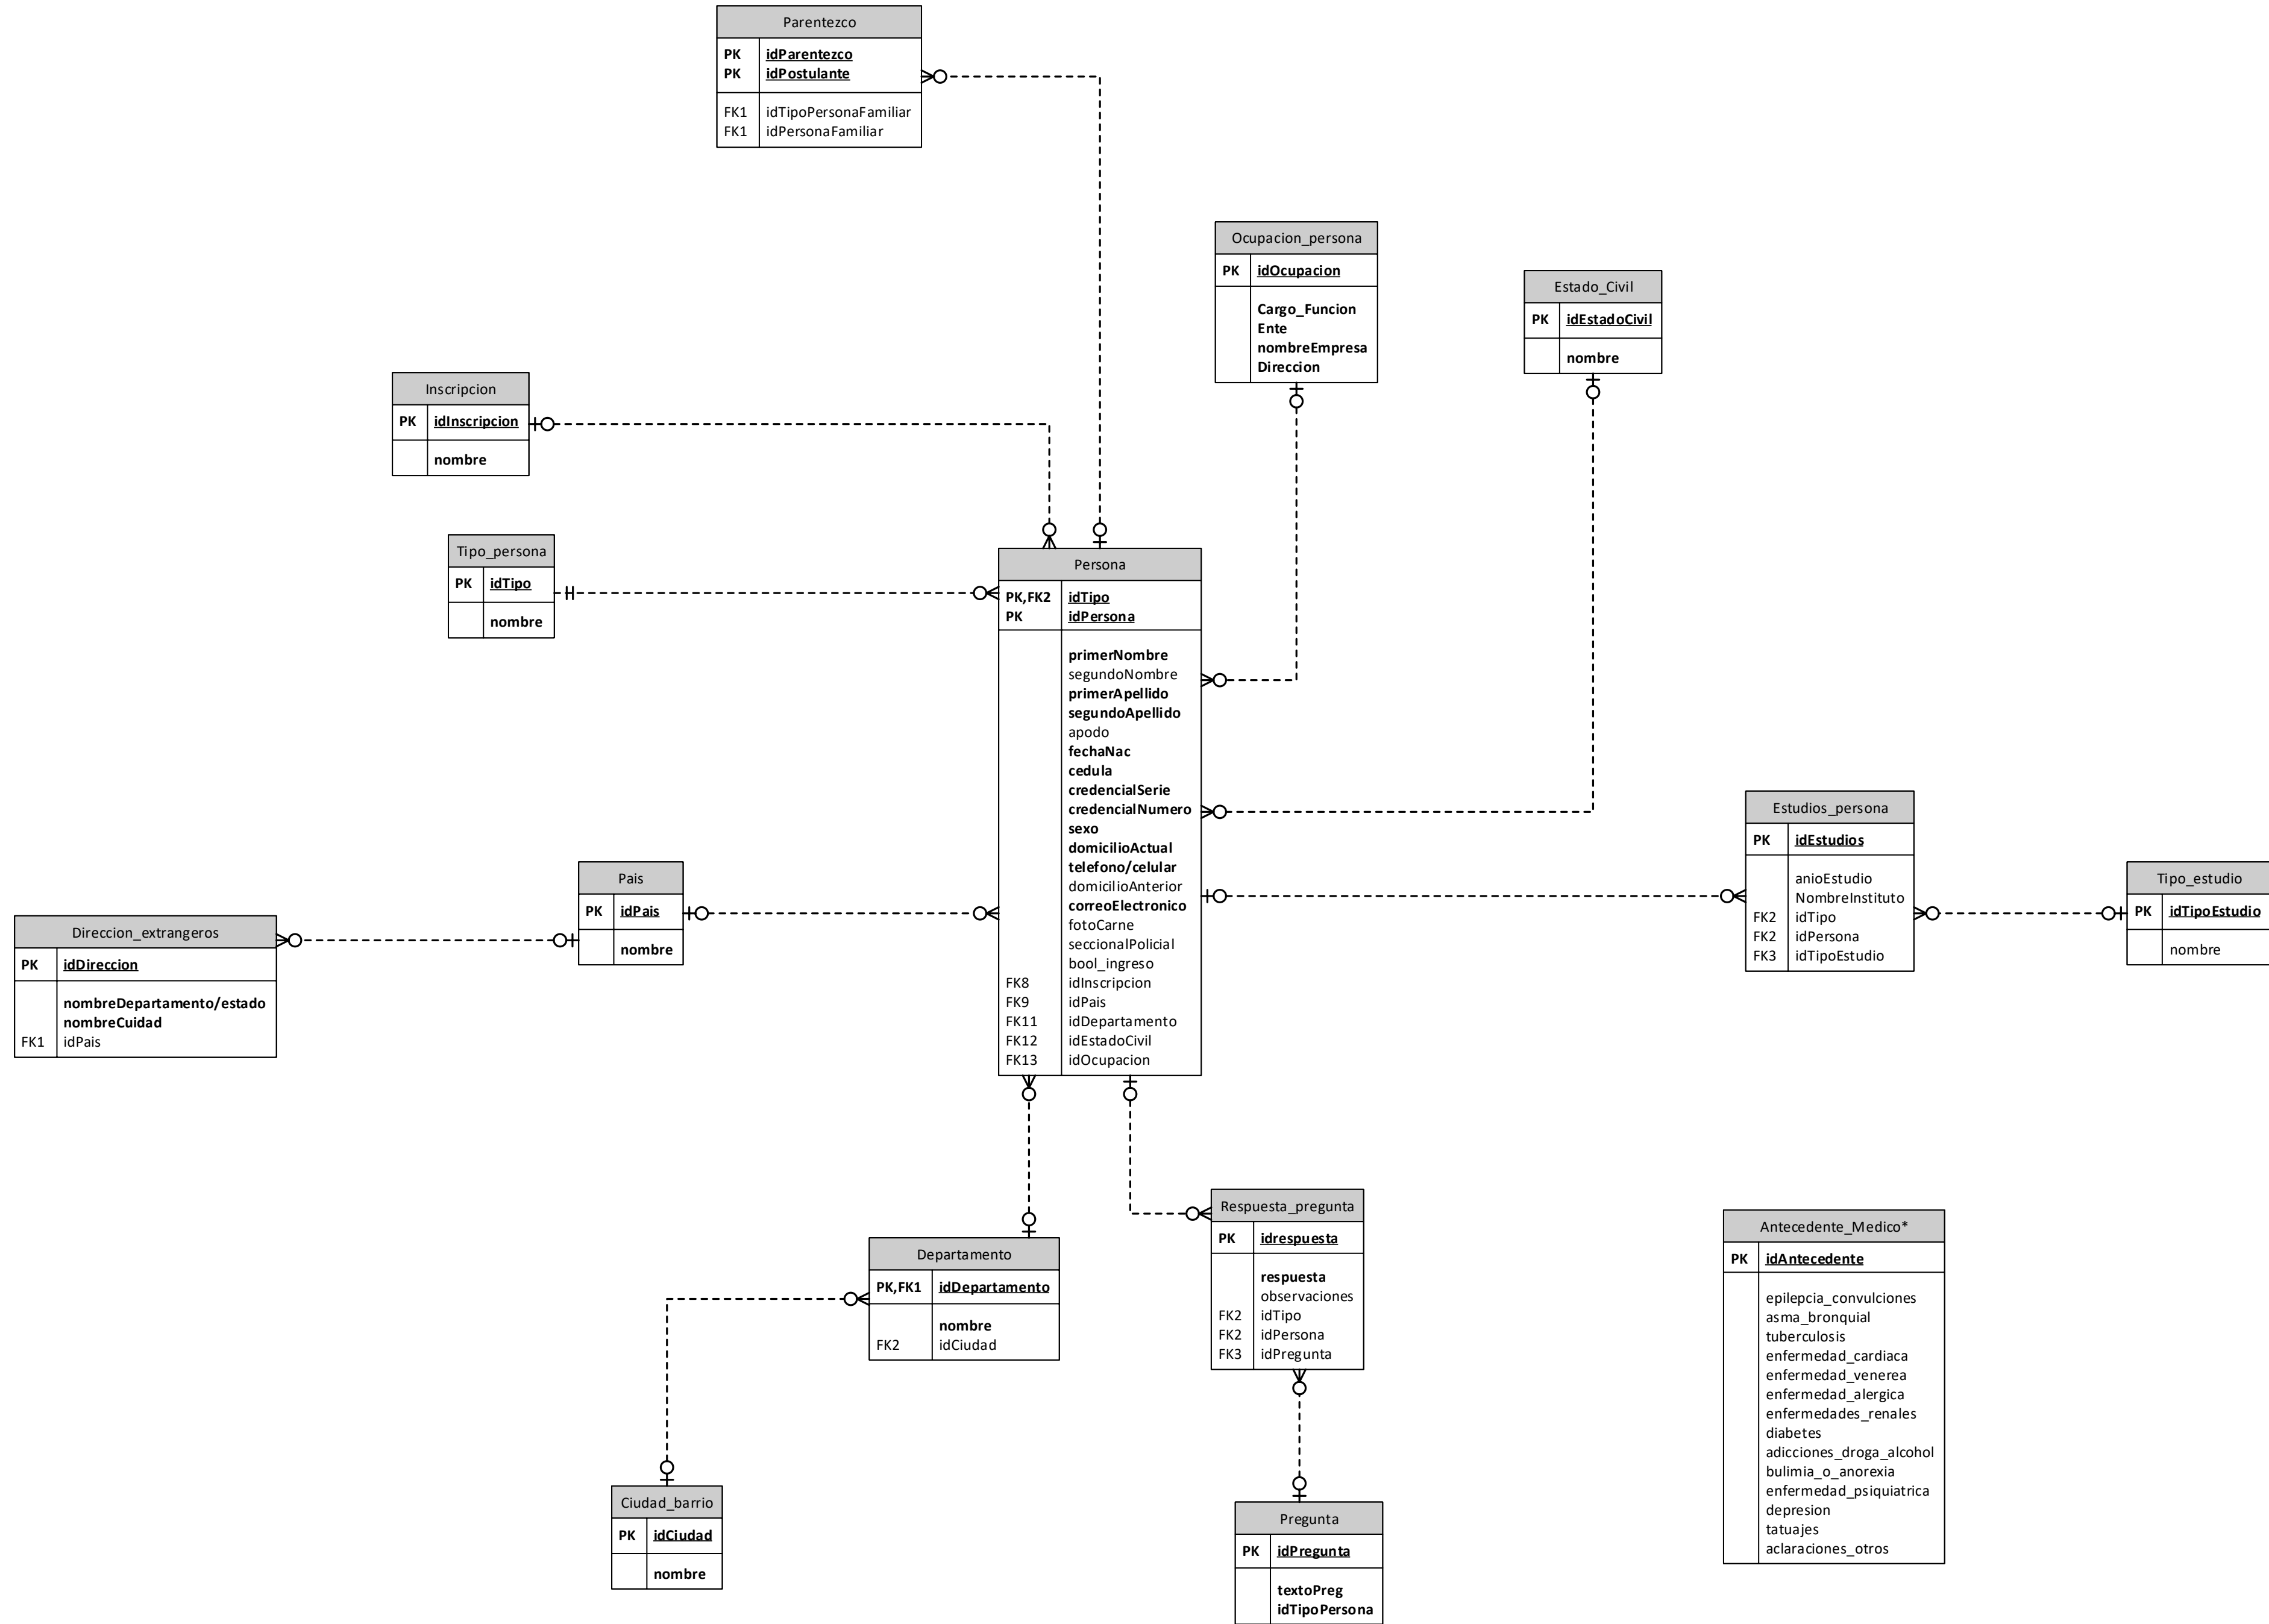 Parentezco
PK idParentezco
PK idPostulante
FK1 idTipoPersonaFamiliar
FK1 idPersonaFamiliar
Ocupacion_persona
PK idOcupacion
Cargo_Funcion
Ente
nombreEmpresa
Direccion
Estado_Civil
PK idEstadoCivil
nombre
Inscripcion
PK idInscripcion
nombre
Tipo_persona
PK idTipo
nombre
Persona
PK,FK2 idTipo
PK idPersona
primerNombre
segundoNombre
primerApellido
segundoApellido
apodo
fechaNac
cedula
credencialSerie
credencialNumero
sexo
domicilioActual
telefono/celular
domicilioAnterior
correoElectronico
fotoCarne
seccionalPolicial
bool_ingreso
FK8 idInscripcion
FK9 idPais
FK11 idDepartamento
FK12 idEstadoCivil
FK13 idOcupacion
Estudios_persona
PK idEstudios
anioEstudio
NombreInstituto
FK2 idTipo
FK2 idPersona
FK3 idTipoEstudio
Tipo_estudio
PK idTipoEstudio
nombre
Pais
PK idPais
nombre
Direccion_extrangeros
PK idDireccion
nombreDepartamento/estado
nombreCuidad
FK1 idPais
Departamento
PK,FK1 idDepartamento
nombre
FK2 idCiudad
Respuesta_pregunta
PK idrespuesta
respuesta
observaciones
FK2 idTipo
FK2 idPersona
FK3 idPregunta
Antecedente_Medico*
PK idAntecedente
epilepcia_convulciones
asma_bronquial
tuberculosis
enfermedad_cardiaca
enfermedad_venerea
enfermedad_alergica
enfermedades_renales
diabetes
adicciones_droga_alcohol
bulimia_o_anorexia
enfermedad_psiquiatrica
depresion
tatuajes
aclaraciones_otros
Ciudad_barrio
PK idCiudad
nombre
Pregunta
PK idPregunta
textoPreg
idTipoPersona